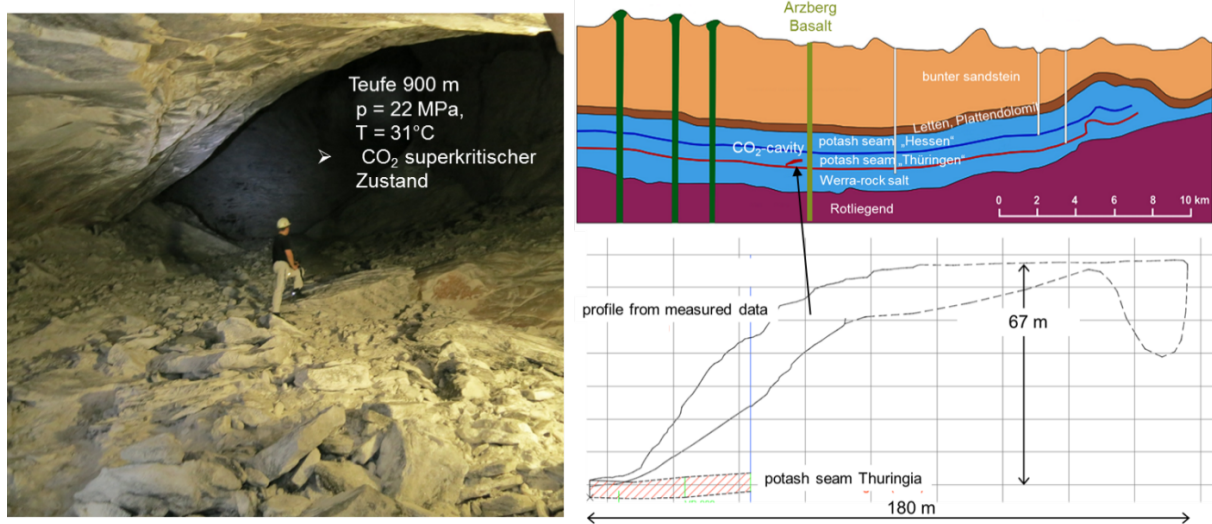 Teufe 900 m
p = 22 MPa,
T = 31°C
➢ CO₂ superkritischer
Zustand
Arzberg
Basalt
bunter sandstein
Letten, Plattendolomit
CO₂-cavity
potash seam „Hessen“
potash seam „Thüringen“
Werra-rock salt
Rotliegend
0 2 4 6 8 10 km
profile from measured data
67 m
potash seam Thuringia
180 m